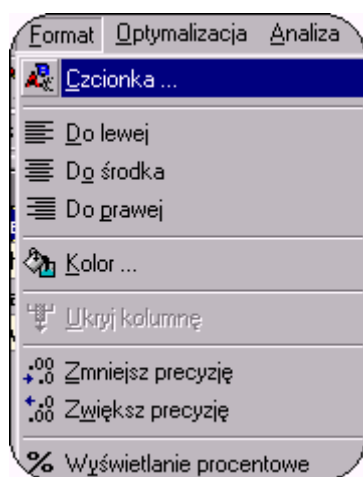 Format Optymalizacja Analiza
Czcionka ...
Do lewej
Do środka
Do prawej
Kolor ...
Ukryj kolumnę
Zmniejsz precyzję
Zwiększ precyzję
% Wyświetlanie procentowe